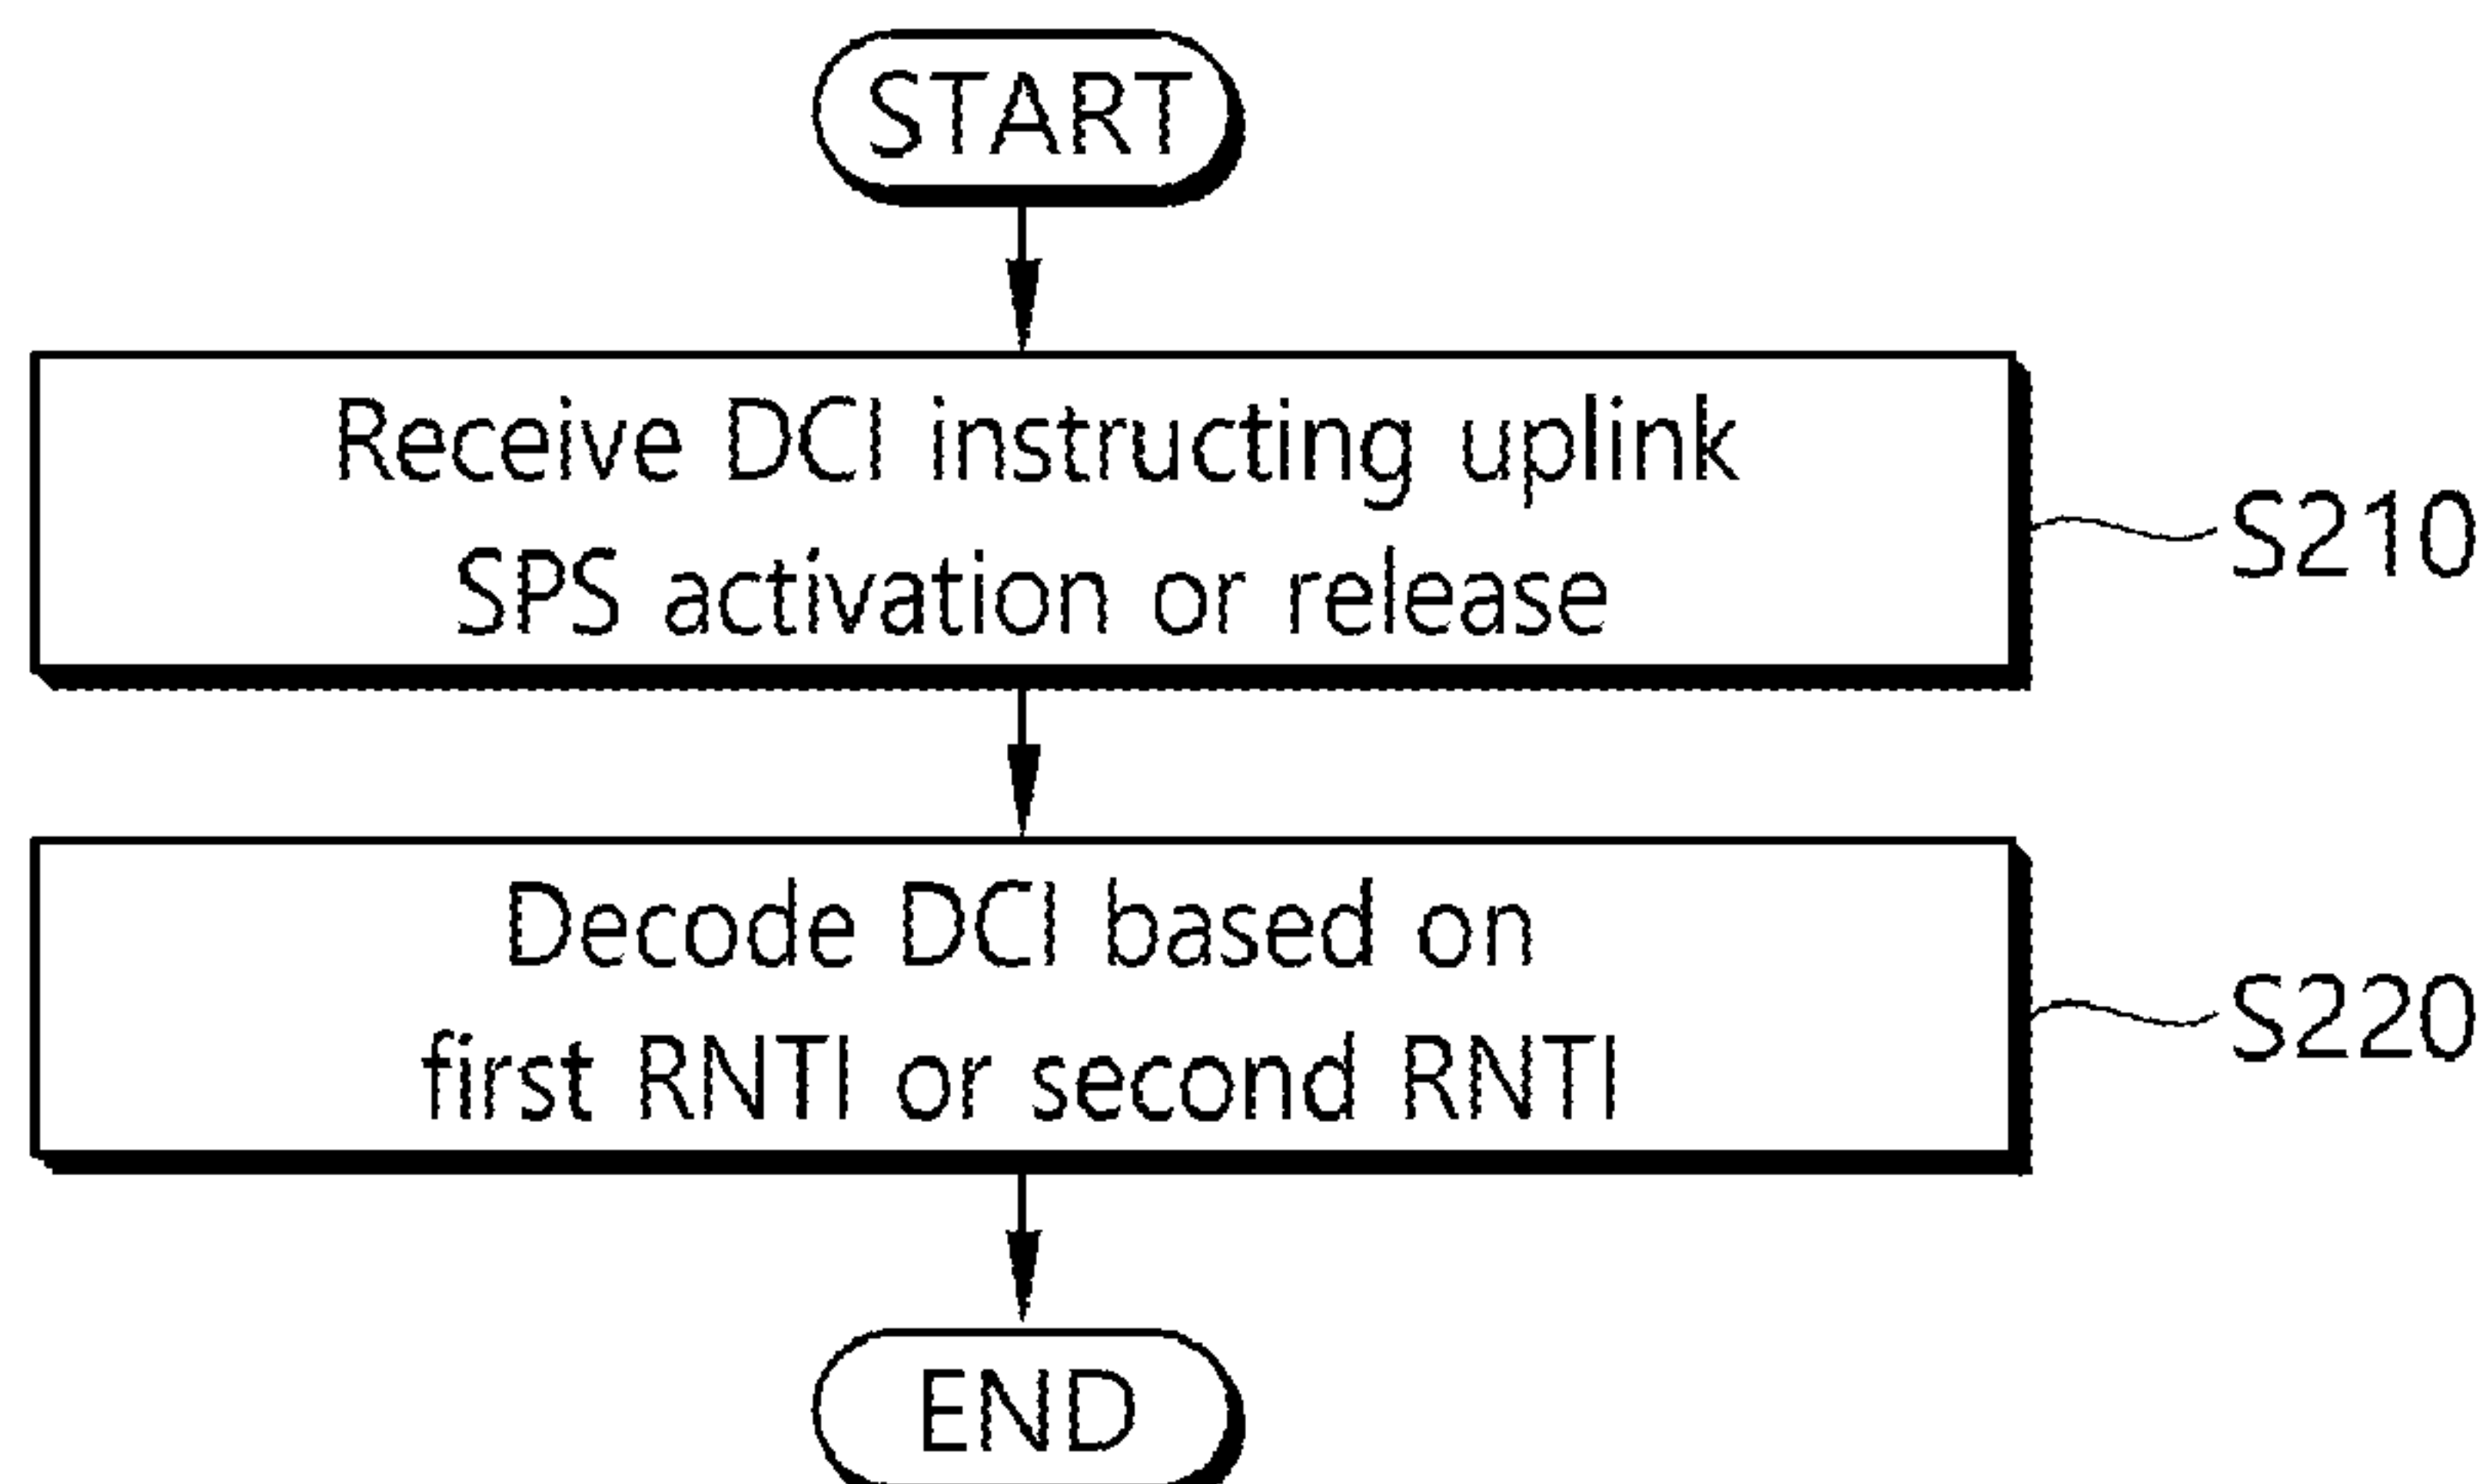 START
Receive DCI instructing uplink
SPS activation or release
S210
Decode DCI based on
first RNTI or second RNTI
S220
END